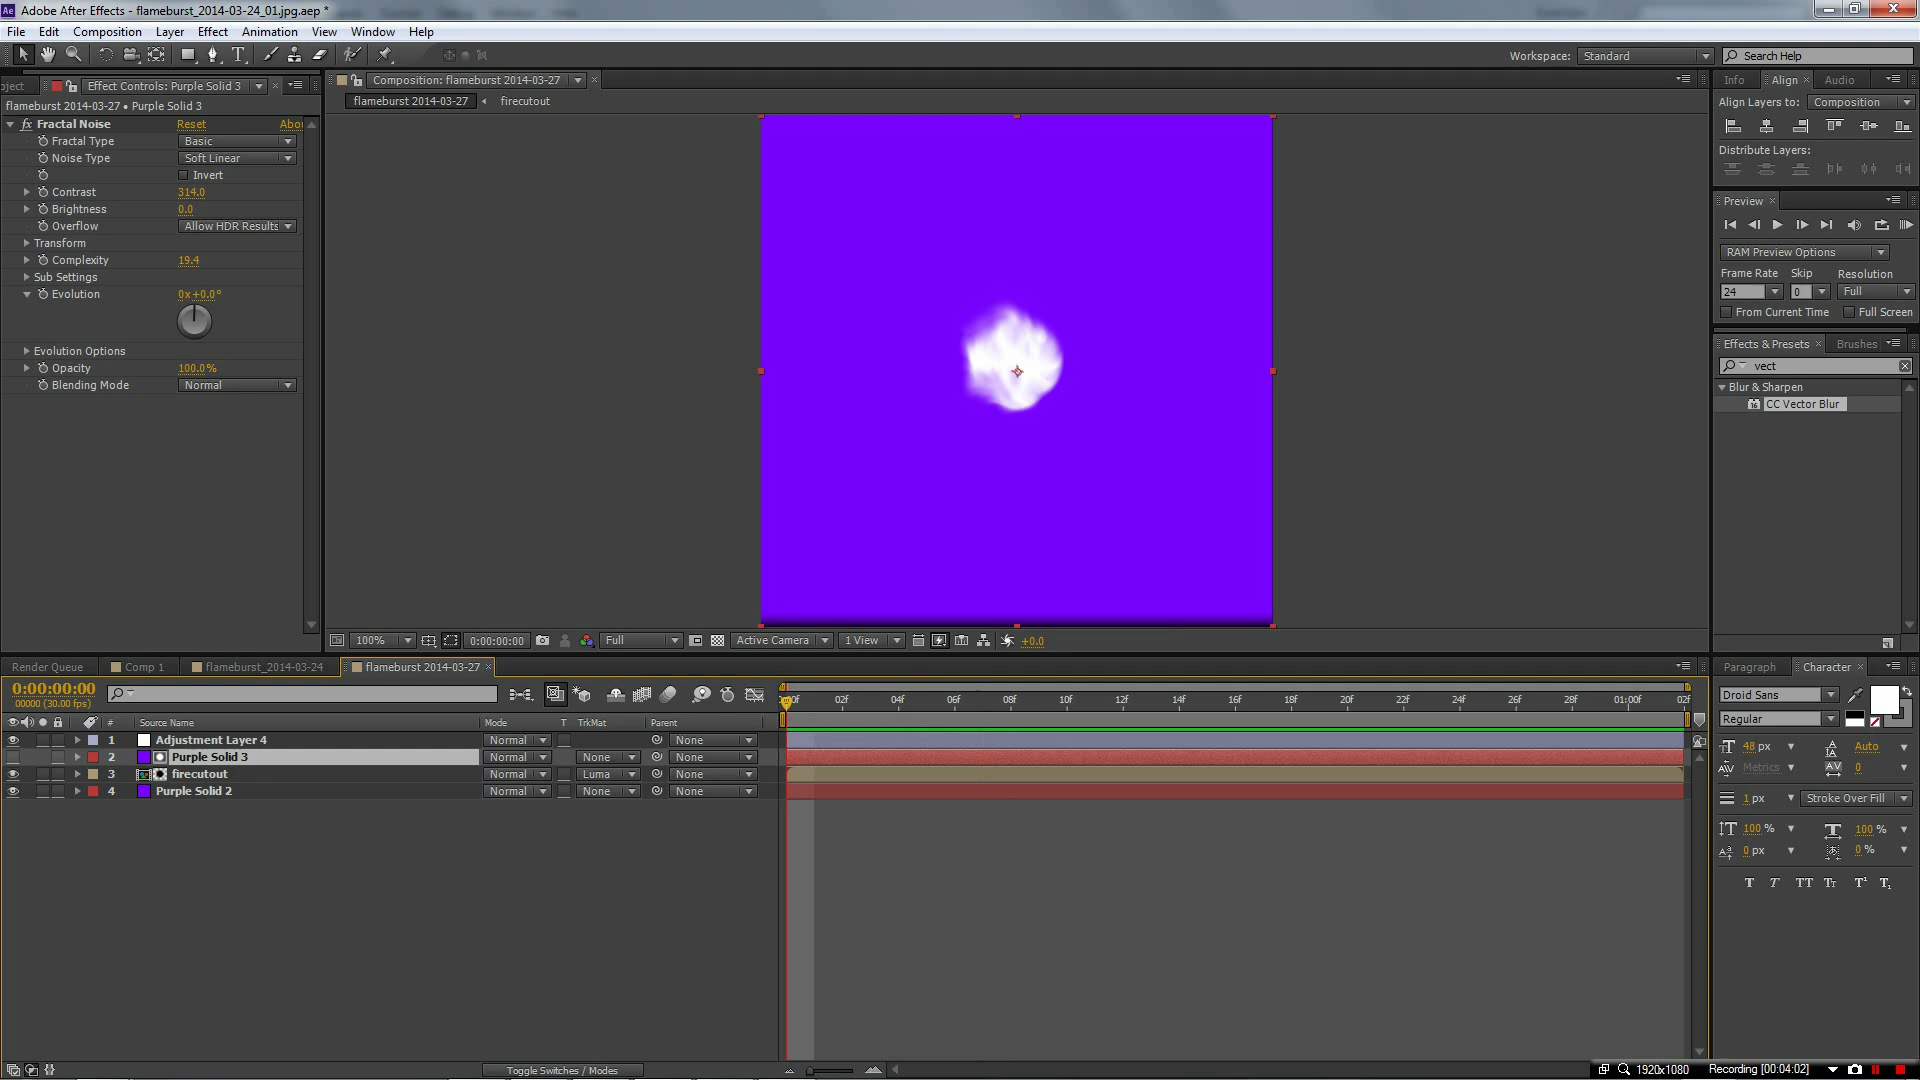 Ae Adobe After Effects - flameburst_2014-03-24_01.jpg.aep *
File Edit Composition Layer Effect Animation View Window Help
Workspace: Standard Search Help
oject Effect Controls: Purple Solid 3
flameburst 2014-03-27 • Purple Solid 3
fx Fractal Noise Reset Abou
Fractal Type Basic
Noise Type Soft Linear
Invert
Contrast 314.0
Brightness 0.0
Overflow Allow HDR Results
Transform
Complexity 19.4
Sub Settings
Evolution 0x+0.0°
Evolution Options
Opacity 100.0%
Blending Mode Normal
Composition: flameburst 2014-03-27
flameburst 2014-03-27 firecutout
100% 0:00:00:00 Full Active Camera 1 View +0.0
Info Align Audio
Align Layers to: Composition
Distribute Layers:
Preview
RAM Preview Options
Frame Rate Skip Resolution
24 0 Full
From Current Time Full Screen
Effects & Presets Brushes
vect
Blur & Sharpen
CC Vector Blur
Render Queue Comp 1 flameburst_2014-03-24 flameburst 2014-03-27
0:00:00:00
00000 (30.00 fps)
# Source Name Mode T TrkMat Parent
1 Adjustment Layer 4 Normal None
2 Purple Solid 3 Normal None None
3 firecutout Normal Luma None
4 Purple Solid 2 Normal None None
:00f 02f 04f 06f 08f 10f 12f 14f 16f 18f 20f 22f 24f 26f 28f 01:00f 02f
Toggle Switches / Modes
Paragraph Character
Droid Sans
Regular
48 px Auto
Metrics 0
1 px Stroke Over Fill
100 % 100 %
0 px 0 %
T T TT Tt T¹ T₁
1920x1080 Recording [00:04:02]